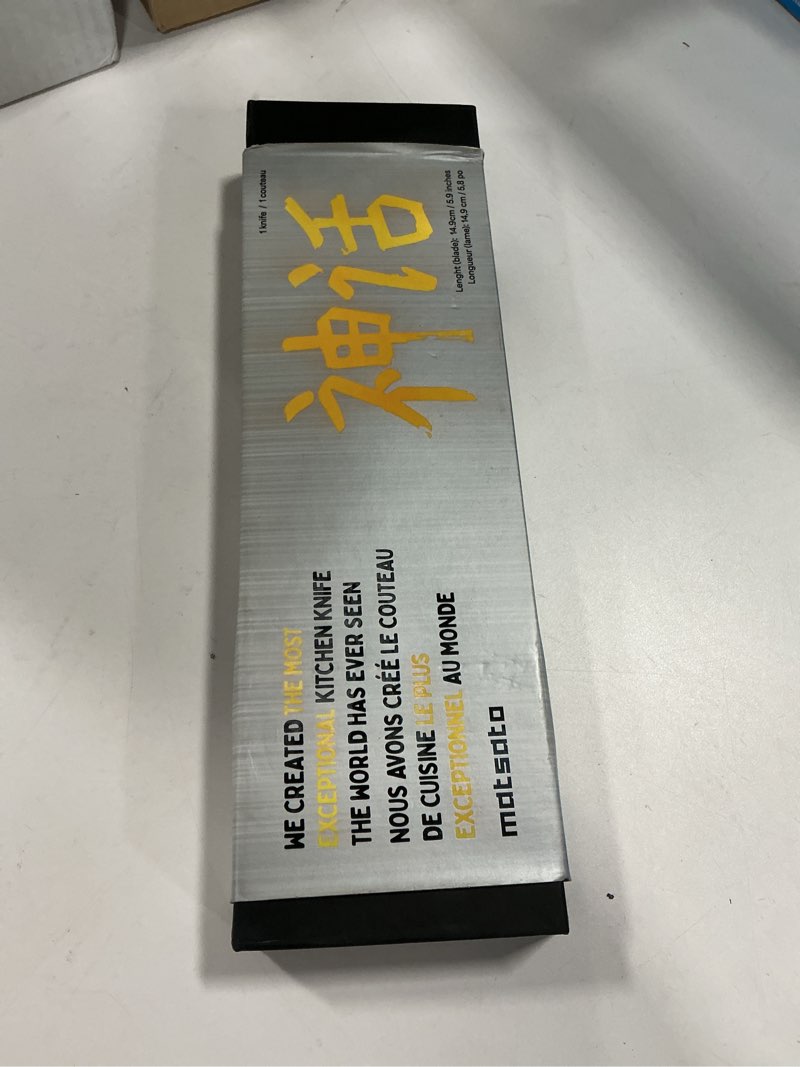 1 knife / 1 couteau
神话
Lenght (blade): 14.9cm / 5.9 inches
Longueur (lame): 14,9 cm / 5,8 po
WE CREATED THE MOST
EXCEPTIONAL KITCHEN KNIFE
THE WORLD HAS EVER SEEN
NOUS AVONS CRÉÉ LE COUTEAU
DE CUISINE LE PLUS
EXCEPTIONNEL AU MONDE
matsato